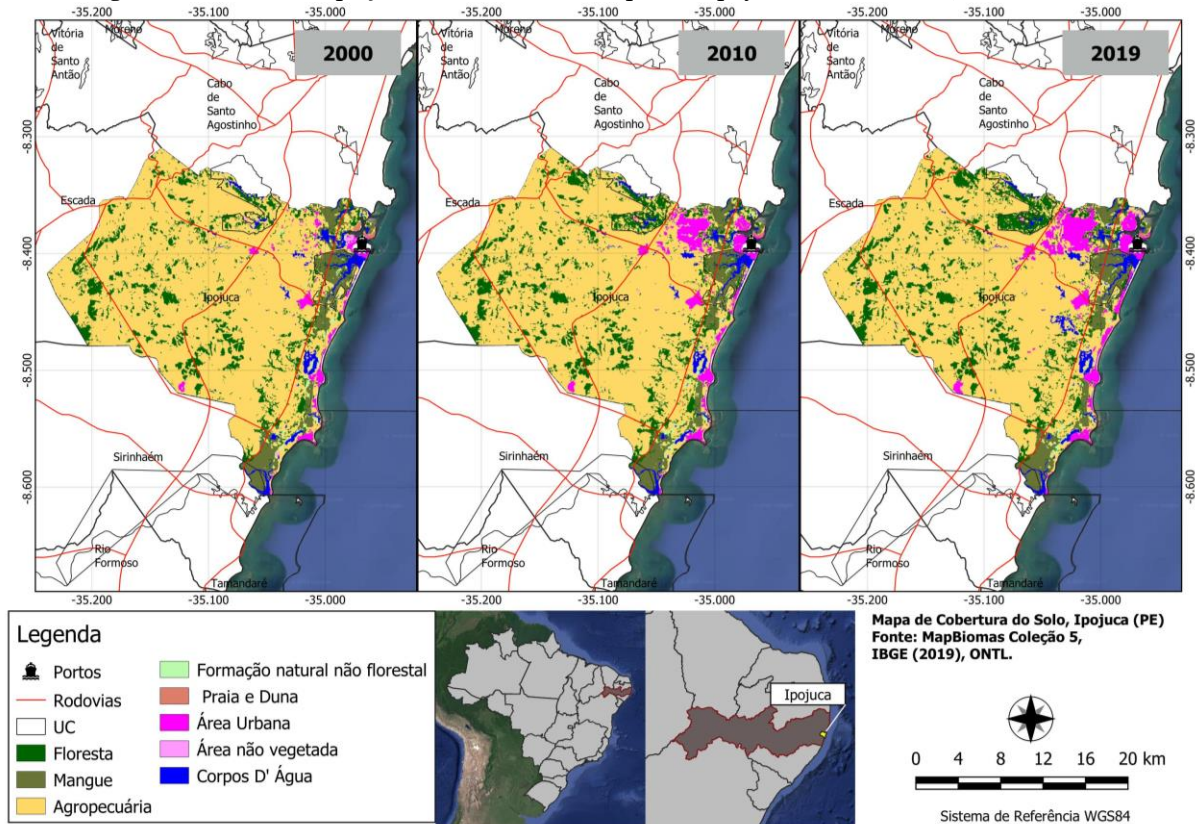 -35.200 -35.100 -35.000 -35.200 -35.100 -35.000 -35.200 -35.100 -35.000
2000
Vitória
de
Santo
Antão
Moreno
Cabo
de
Santo
Agostinho
Escada
Ipojuca
Sirinhaém
Rio
Formoso
Tamandaré
2010
Vitória
de
Santo
Antão
Moreno
Cabo
de
Santo
Agostinho
Escada
Ipojuca
Sirinhaém
Rio
Formoso
Tamandaré
2019
Vitória
de
Santo
Antão
Moreno
Cabo
de
Santo
Agostinho
Escada
Ipojuca
Sirinhaém
Rio
Formoso
Tamandaré
-8.300
-8.400
-8.500
-8.600
-8.300
-8.400
-8.500
-8.600
-35.200 -35.100 -35.000 -35.200 -35.100 -35.000 -35.200 -35.100 -35.000
Legenda
Portos
Rodovias
UC
Floresta
Mangue
Agropecuária
Formação natural não florestal
Praia e Duna
Área Urbana
Área não vegetada
Corpos D' Água
Ipojuca
Mapa de Cobertura do Solo, Ipojuca (PE)
Fonte: MapBiomas Coleção 5,
IBGE (2019), ONTL.
0 4 8 12 16 20 km
Sistema de Referência WGS84